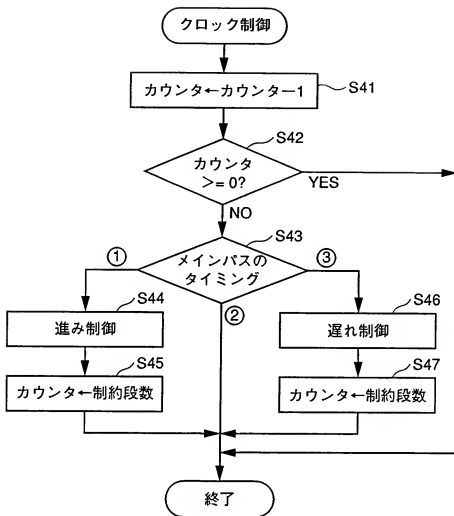 クロック制御
カウンタ←カウンター1
S41
S42
カウンタ
>= 0?
YES
NO
S43
①
メインパスの
タイミング
③
②
S44
進み制御
S46
遅れ制御
S45
カウンタ←制約段数
S47
カウンタ←制約段数
終了